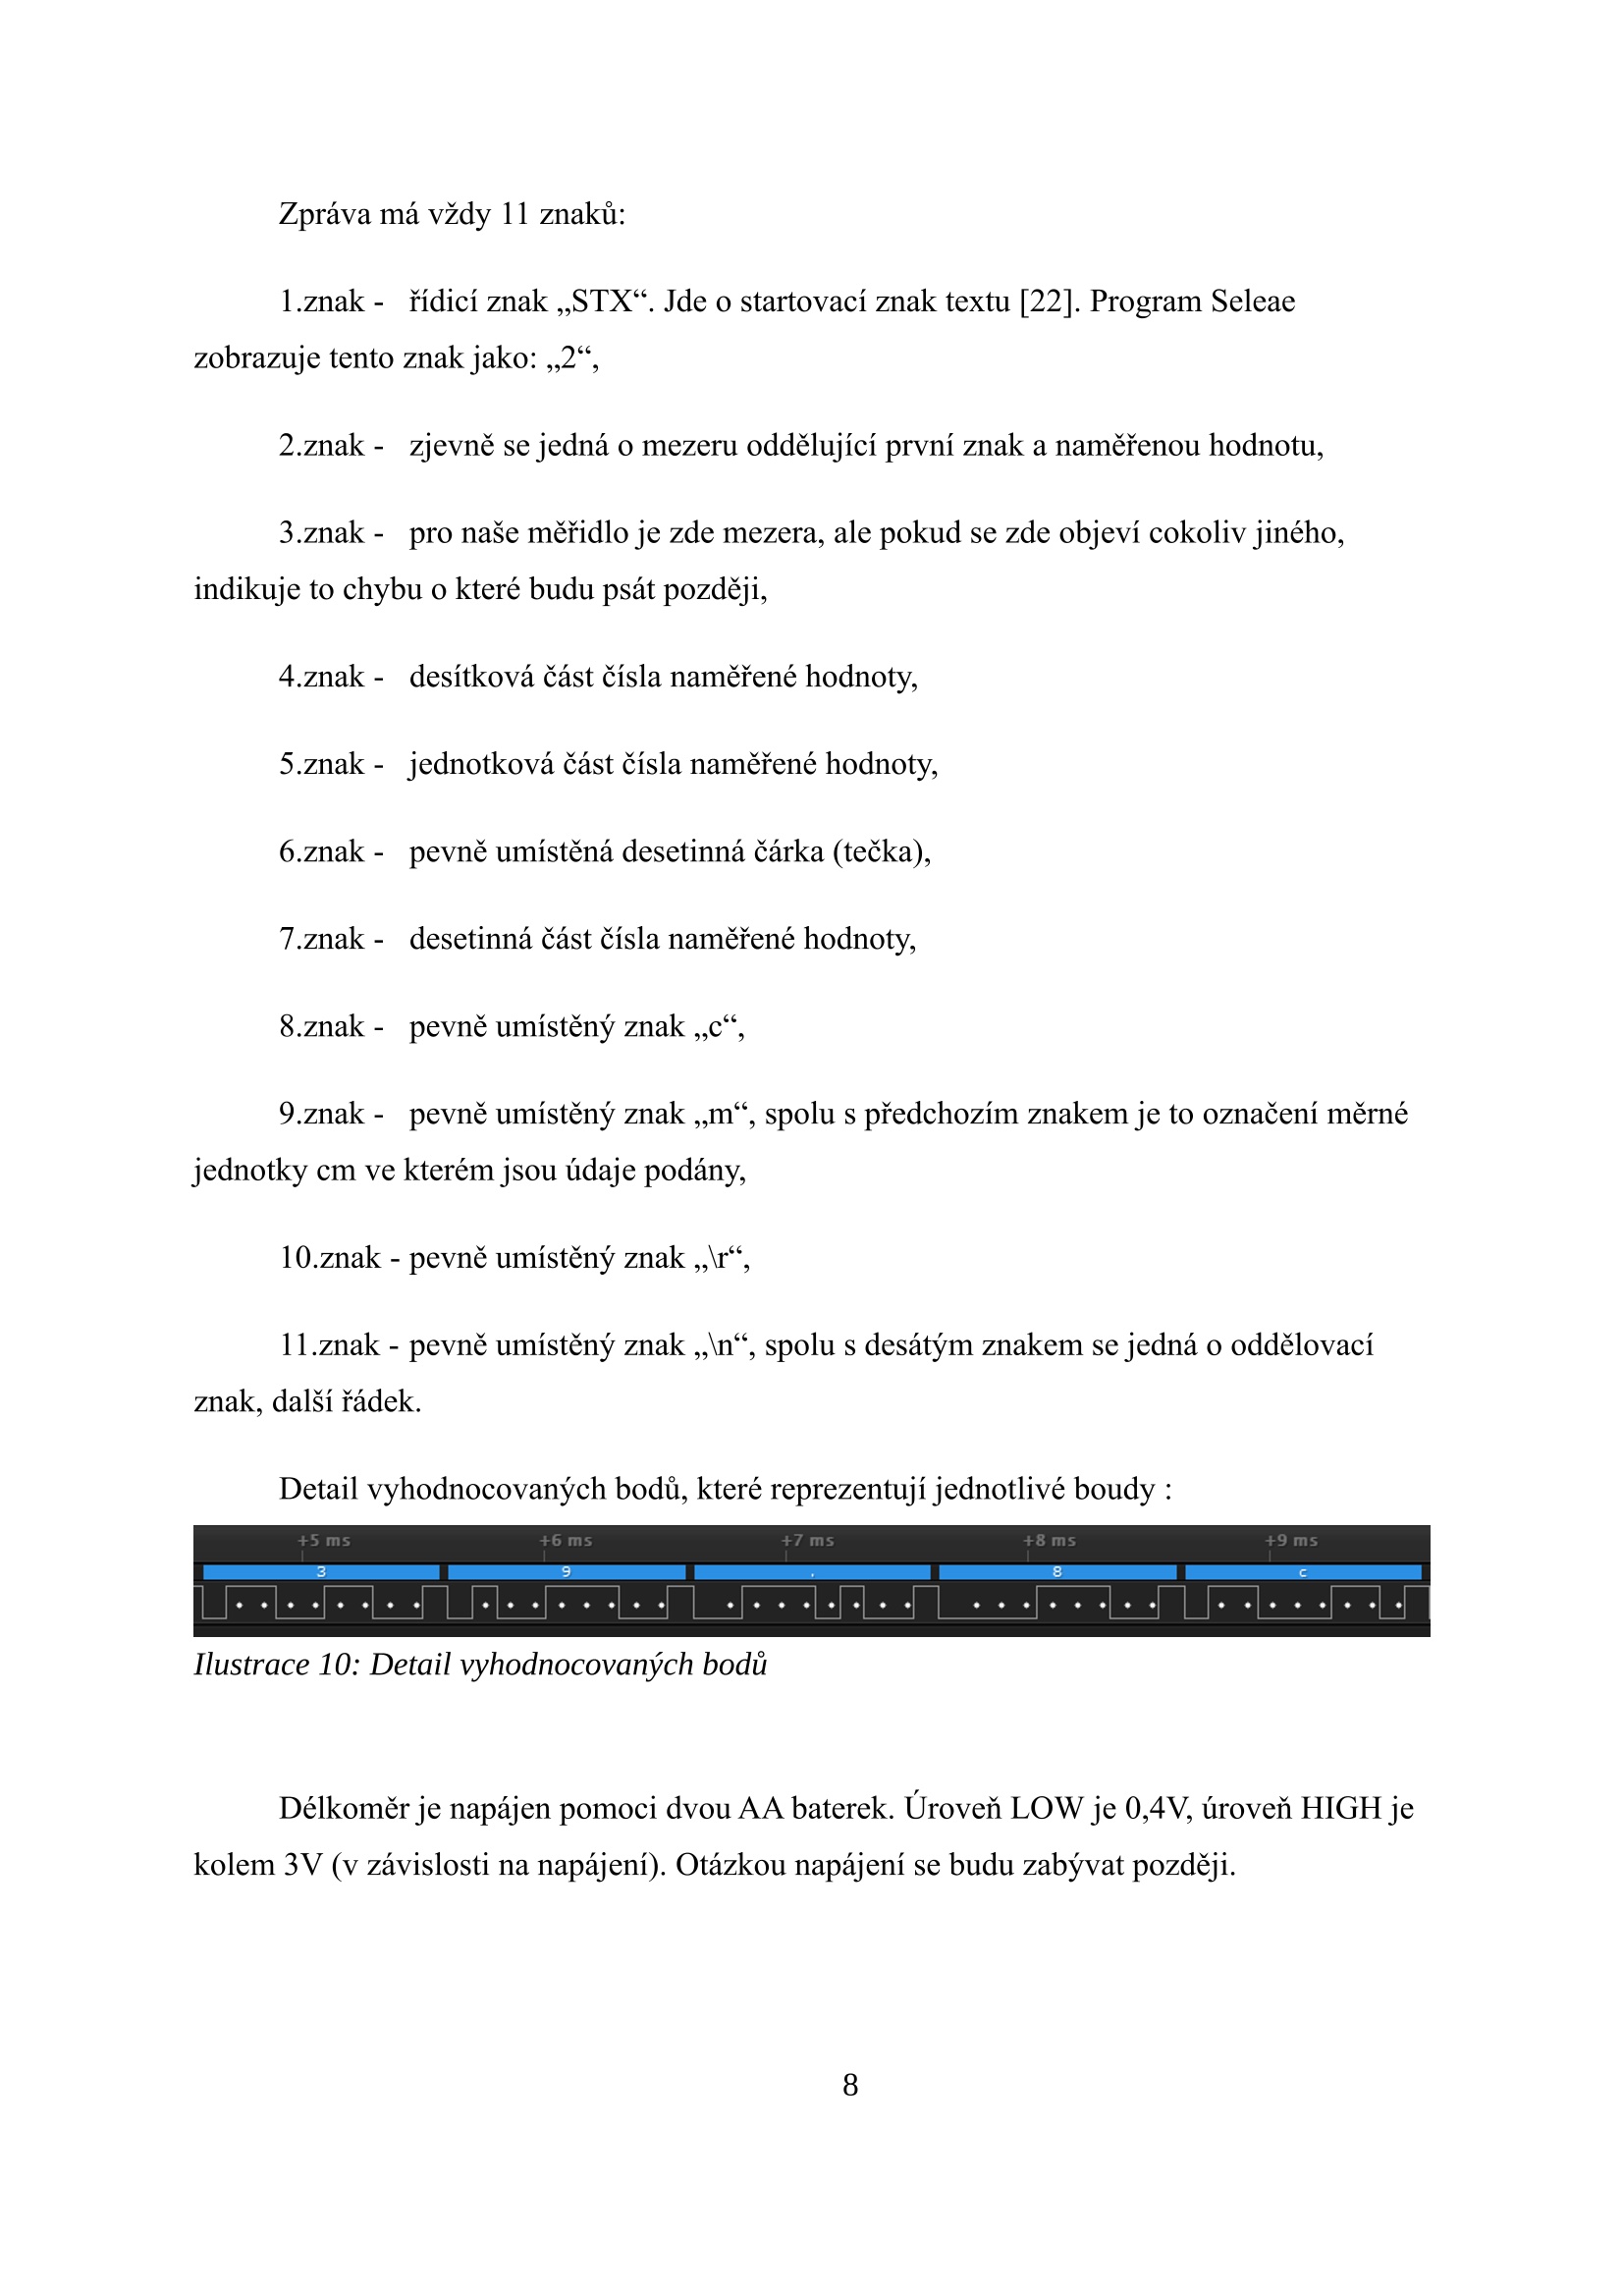 Zpráva má vždy 11 znaků:
1.znak - řídicí znak „STX“. Jde o startovací znak textu [22]. Program Seleae
zobrazuje tento znak jako: „2“,
2.znak - zjevně se jedná o mezeru oddělující první znak a naměřenou hodnotu,
3.znak - pro naše měřidlo je zde mezera, ale pokud se zde objeví cokoliv jiného,
indikuje to chybu o které budu psát později,
4.znak - desítková část čísla naměřené hodnoty,
5.znak - jednotková část čísla naměřené hodnoty,
6.znak - pevně umístěná desetinná čárka (tečka),
7.znak - desetinná část čísla naměřené hodnoty,
8.znak - pevně umístěný znak „c“,
9.znak - pevně umístěný znak „m“, spolu s předchozím znakem je to označení měrné
jednotky cm ve kterém jsou údaje podány,
10.znak - pevně umístěný znak „\r“,
11.znak - pevně umístěný znak „\n“, spolu s desátým znakem se jedná o oddělovací
znak, další řádek.
Detail vyhodnocovaných bodů, které reprezentují jednotlivé boudy :
+5 ms +6 ms +7 ms +8 ms +9 ms
3 9 . 8 c
Ilustrace 10: Detail vyhodnocovaných bodů
Délkoměr je napájen pomoci dvou AA baterek. Úroveň LOW je 0,4V, úroveň HIGH je
kolem 3V (v závislosti na napájení). Otázkou napájení se budu zabývat později.
8